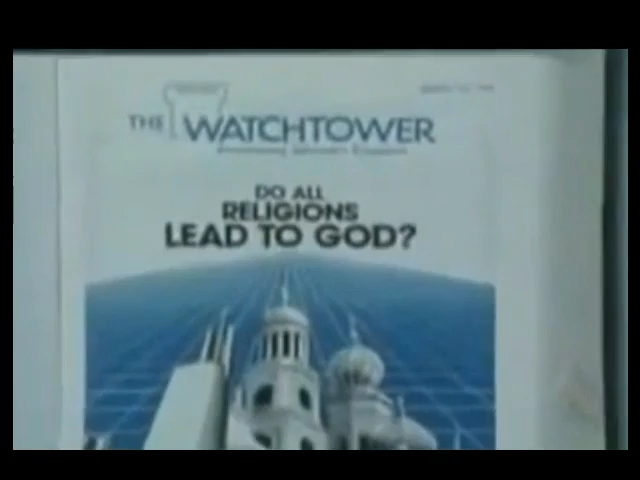 THE WATCHTOWER
DO ALL
RELIGIONS
LEAD TO GOD?